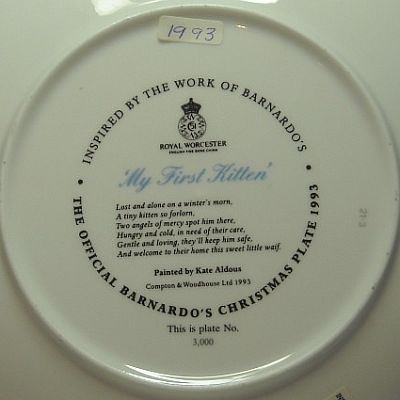 1993
• INSPIRED BY THE WORK OF BARNARDO'S •
ROYAL WORCESTER
ENGLISH FINE BONE CHINA
'My First Kitten'
Lost and alone on a winter's morn,
A tiny kitten so forlorn,
Two angels of mercy spot him there,
Hungry and cold, in need of their care,
Gentle and loving, they'll keep him safe,
And welcome to their home this sweet little waif.
Painted by Kate Aldous
Compton & Woodhouse Ltd 1993
THE OFFICIAL BARNARDO'S CHRISTMAS PLATE 1993
This is plate No.
3,000